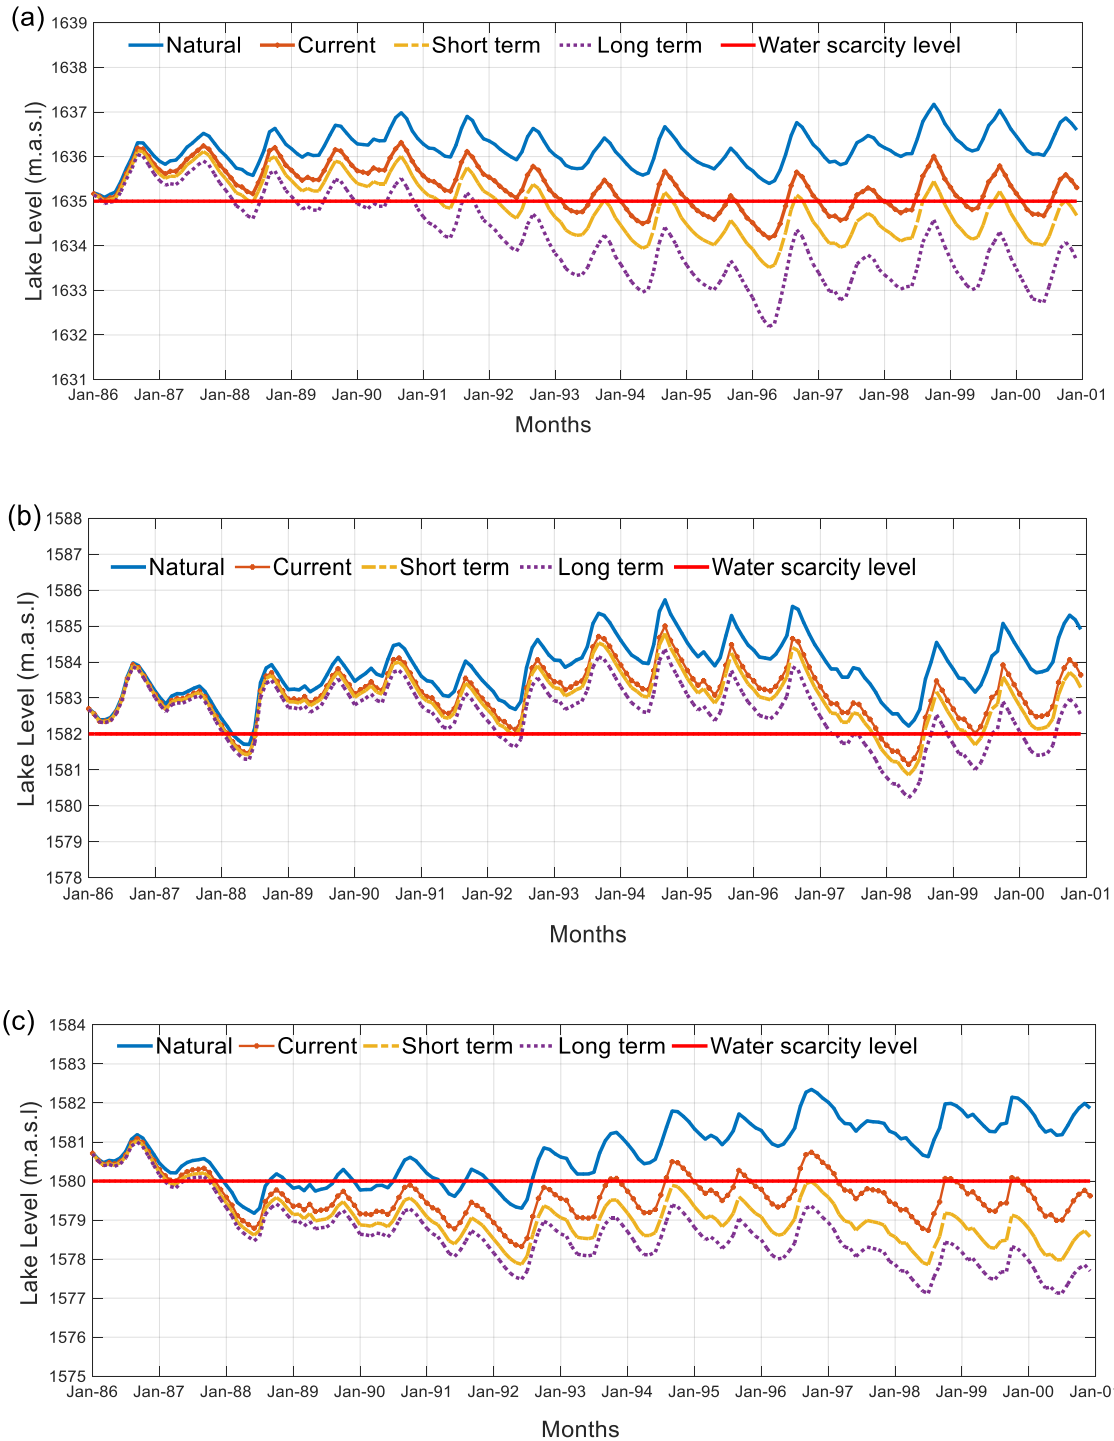 (a)
1639
Natural Current Short term Long term Water scarcity level
1638
1637
1636
1635
1634
1633
1632
1631
Lake Level (m.a.s.l)
Jan-86 Jan-87 Jan-88 Jan-89 Jan-90 Jan-91 Jan-92 Jan-93 Jan-94 Jan-95 Jan-96 Jan-97 Jan-98 Jan-99 Jan-00 Jan-01
Months
(b)
1588
1587
Natural Current Short term Long term Water scarcity level
1586
1585
1584
1583
1582
1581
1580
1579
1578
Lake Level (m.a.s.l)
Jan-86 Jan-87 Jan-88 Jan-89 Jan-90 Jan-91 Jan-92 Jan-93 Jan-94 Jan-95 Jan-96 Jan-97 Jan-98 Jan-99 Jan-00 Jan-01
Months
(c)
1584
Natural Current Short term Long term Water scarcity level
1583
1582
1581
1580
1579
1578
1577
1576
1575
Lake Level (m.a.s.l)
Jan-86 Jan-87 Jan-88 Jan-89 Jan-90 Jan-91 Jan-92 Jan-93 Jan-94 Jan-95 Jan-96 Jan-97 Jan-98 Jan-99 Jan-00 Jan-0
Months